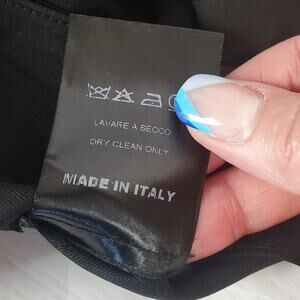 LAVARE A SECCO
DRY CLEAN ONLY
MADE IN ITALY